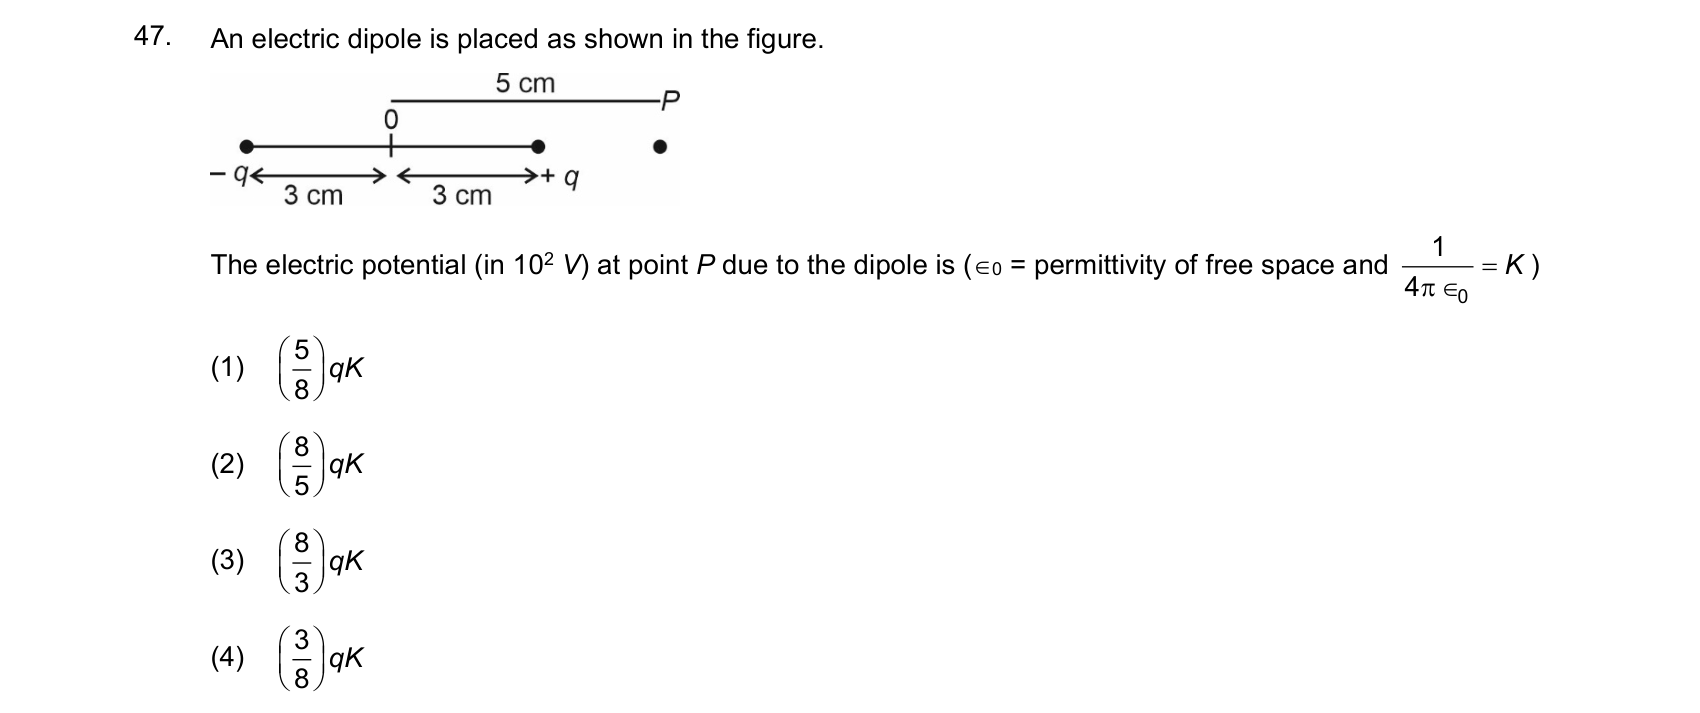 47. An electric dipole is placed as shown in the figure.
5 cm
P
0
– q
3 cm
3 cm
+ q
The electric potential (in 10² V) at point P due to the dipole is (∈0 = permittivity of free space and 1/(4π ∈0) = K )
(1) (5/8) qK
(2) (8/5) qK
(3) (8/3) qK
(4) (3/8) qK